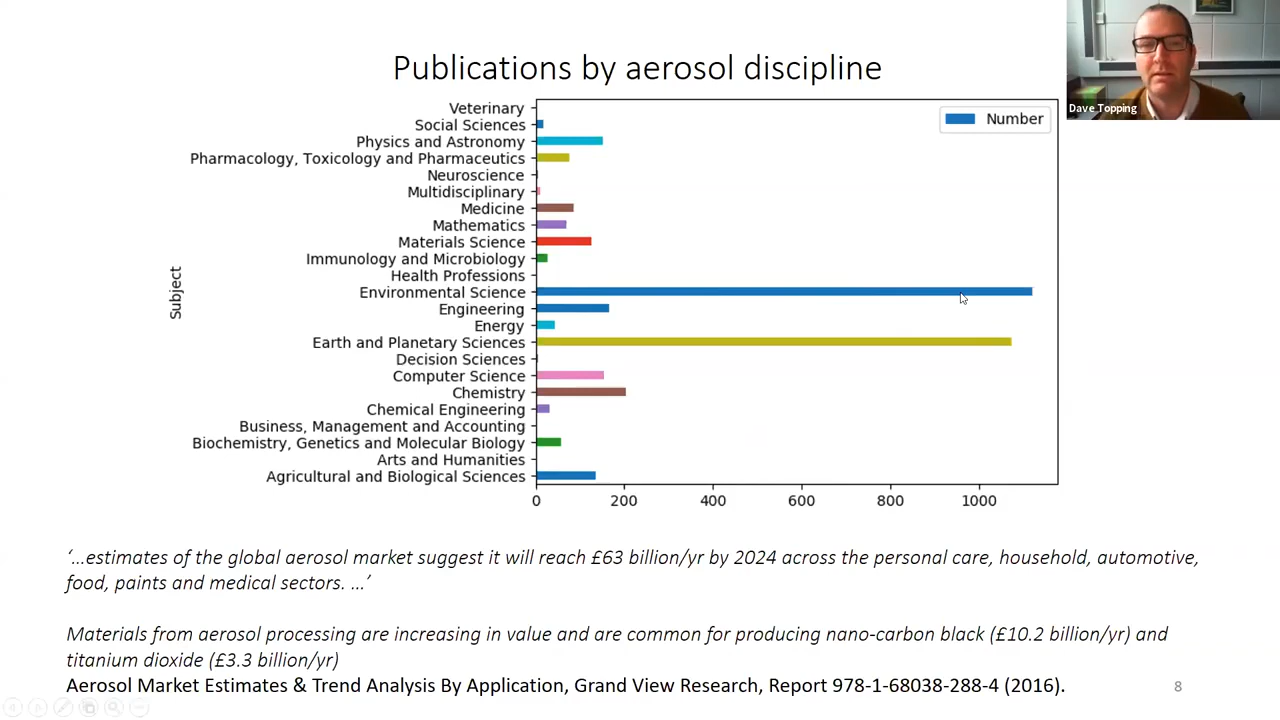 Publications by aerosol discipline
Dave Topping
Number
Subject
Veterinary
Social Sciences
Physics and Astronomy
Pharmacology, Toxicology and Pharmaceutics
Neuroscience
Multidisciplinary
Medicine
Mathematics
Materials Science
Immunology and Microbiology
Health Professions
Environmental Science
Engineering
Energy
Earth and Planetary Sciences
Decision Sciences
Computer Science
Chemistry
Chemical Engineering
Business, Management and Accounting
Biochemistry, Genetics and Molecular Biology
Arts and Humanities
Agricultural and Biological Sciences
0 200 400 600 800 1000
‘…estimates of the global aerosol market suggest it will reach £63 billion/yr by 2024 across the personal care, household, automotive,
food, paints and medical sectors. …’
Materials from aerosol processing are increasing in value and are common for producing nano-carbon black (£10.2 billion/yr) and
titanium dioxide (£3.3 billion/yr)
Aerosol Market Estimates & Trend Analysis By Application, Grand View Research, Report 978-1-68038-288-4 (2016).
8